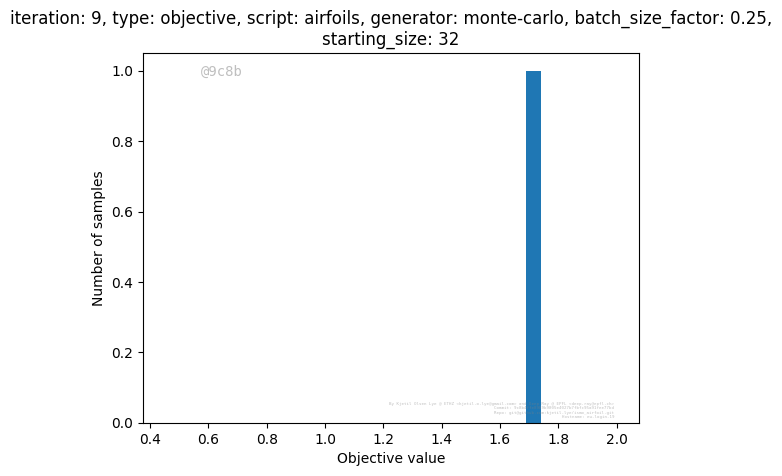 iteration: 9, type: objective, script: airfoils, generator: monte-carlo, batch_size_factor: 0.25,
starting_size: 32
@9c8b
1.0
0.8
0.6
0.4
0.2
0.0
Number of samples
0.4 0.6 0.8 1.0 1.2 1.4 1.6 1.8 2.0
Objective value